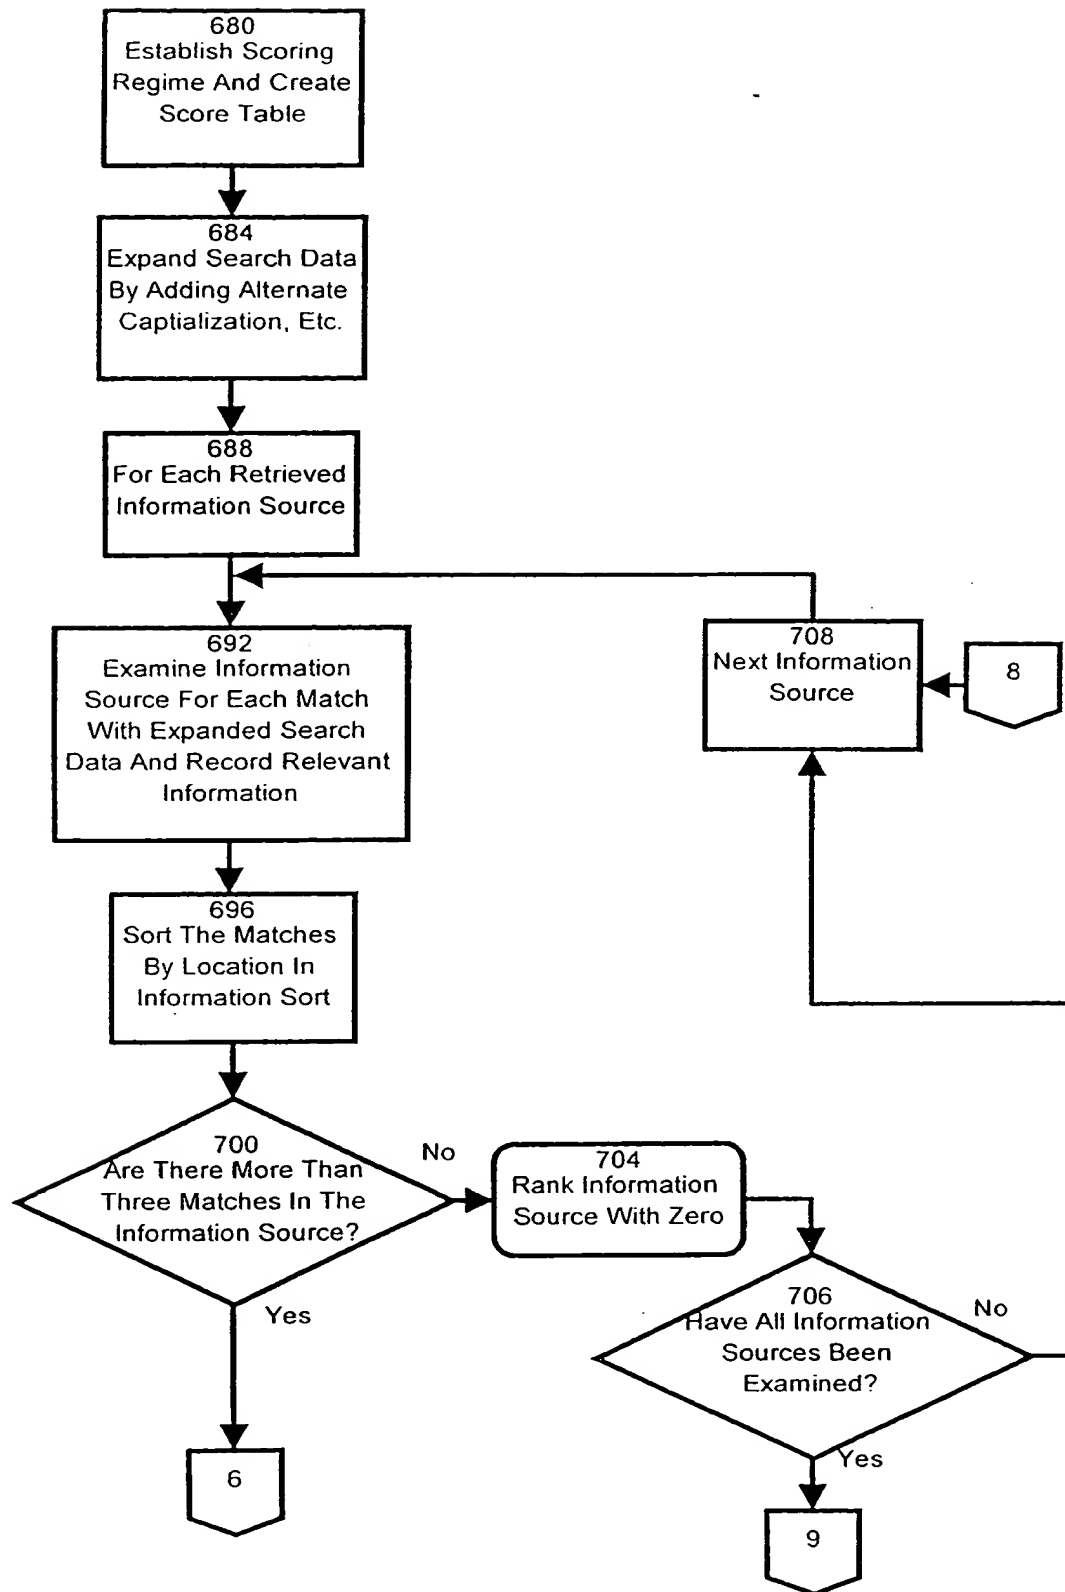 680
Establish Scoring
Regime And Create
Score Table
684
Expand Search Data
By Adding Alternate
Captialization, Etc.
688
For Each Retrieved
Information Source
692
Examine Information
Source For Each Match
With Expanded Search
Data And Record Relevant
Information
708
Next Information
Source
8
696
Sort The Matches
By Location In
Information Sort
700
Are There More Than
Three Matches In The
Information Source?
No
Yes
704
Rank Information
Source With Zero
706
Have All Information
Sources Been
Examined?
No
Yes
6
9